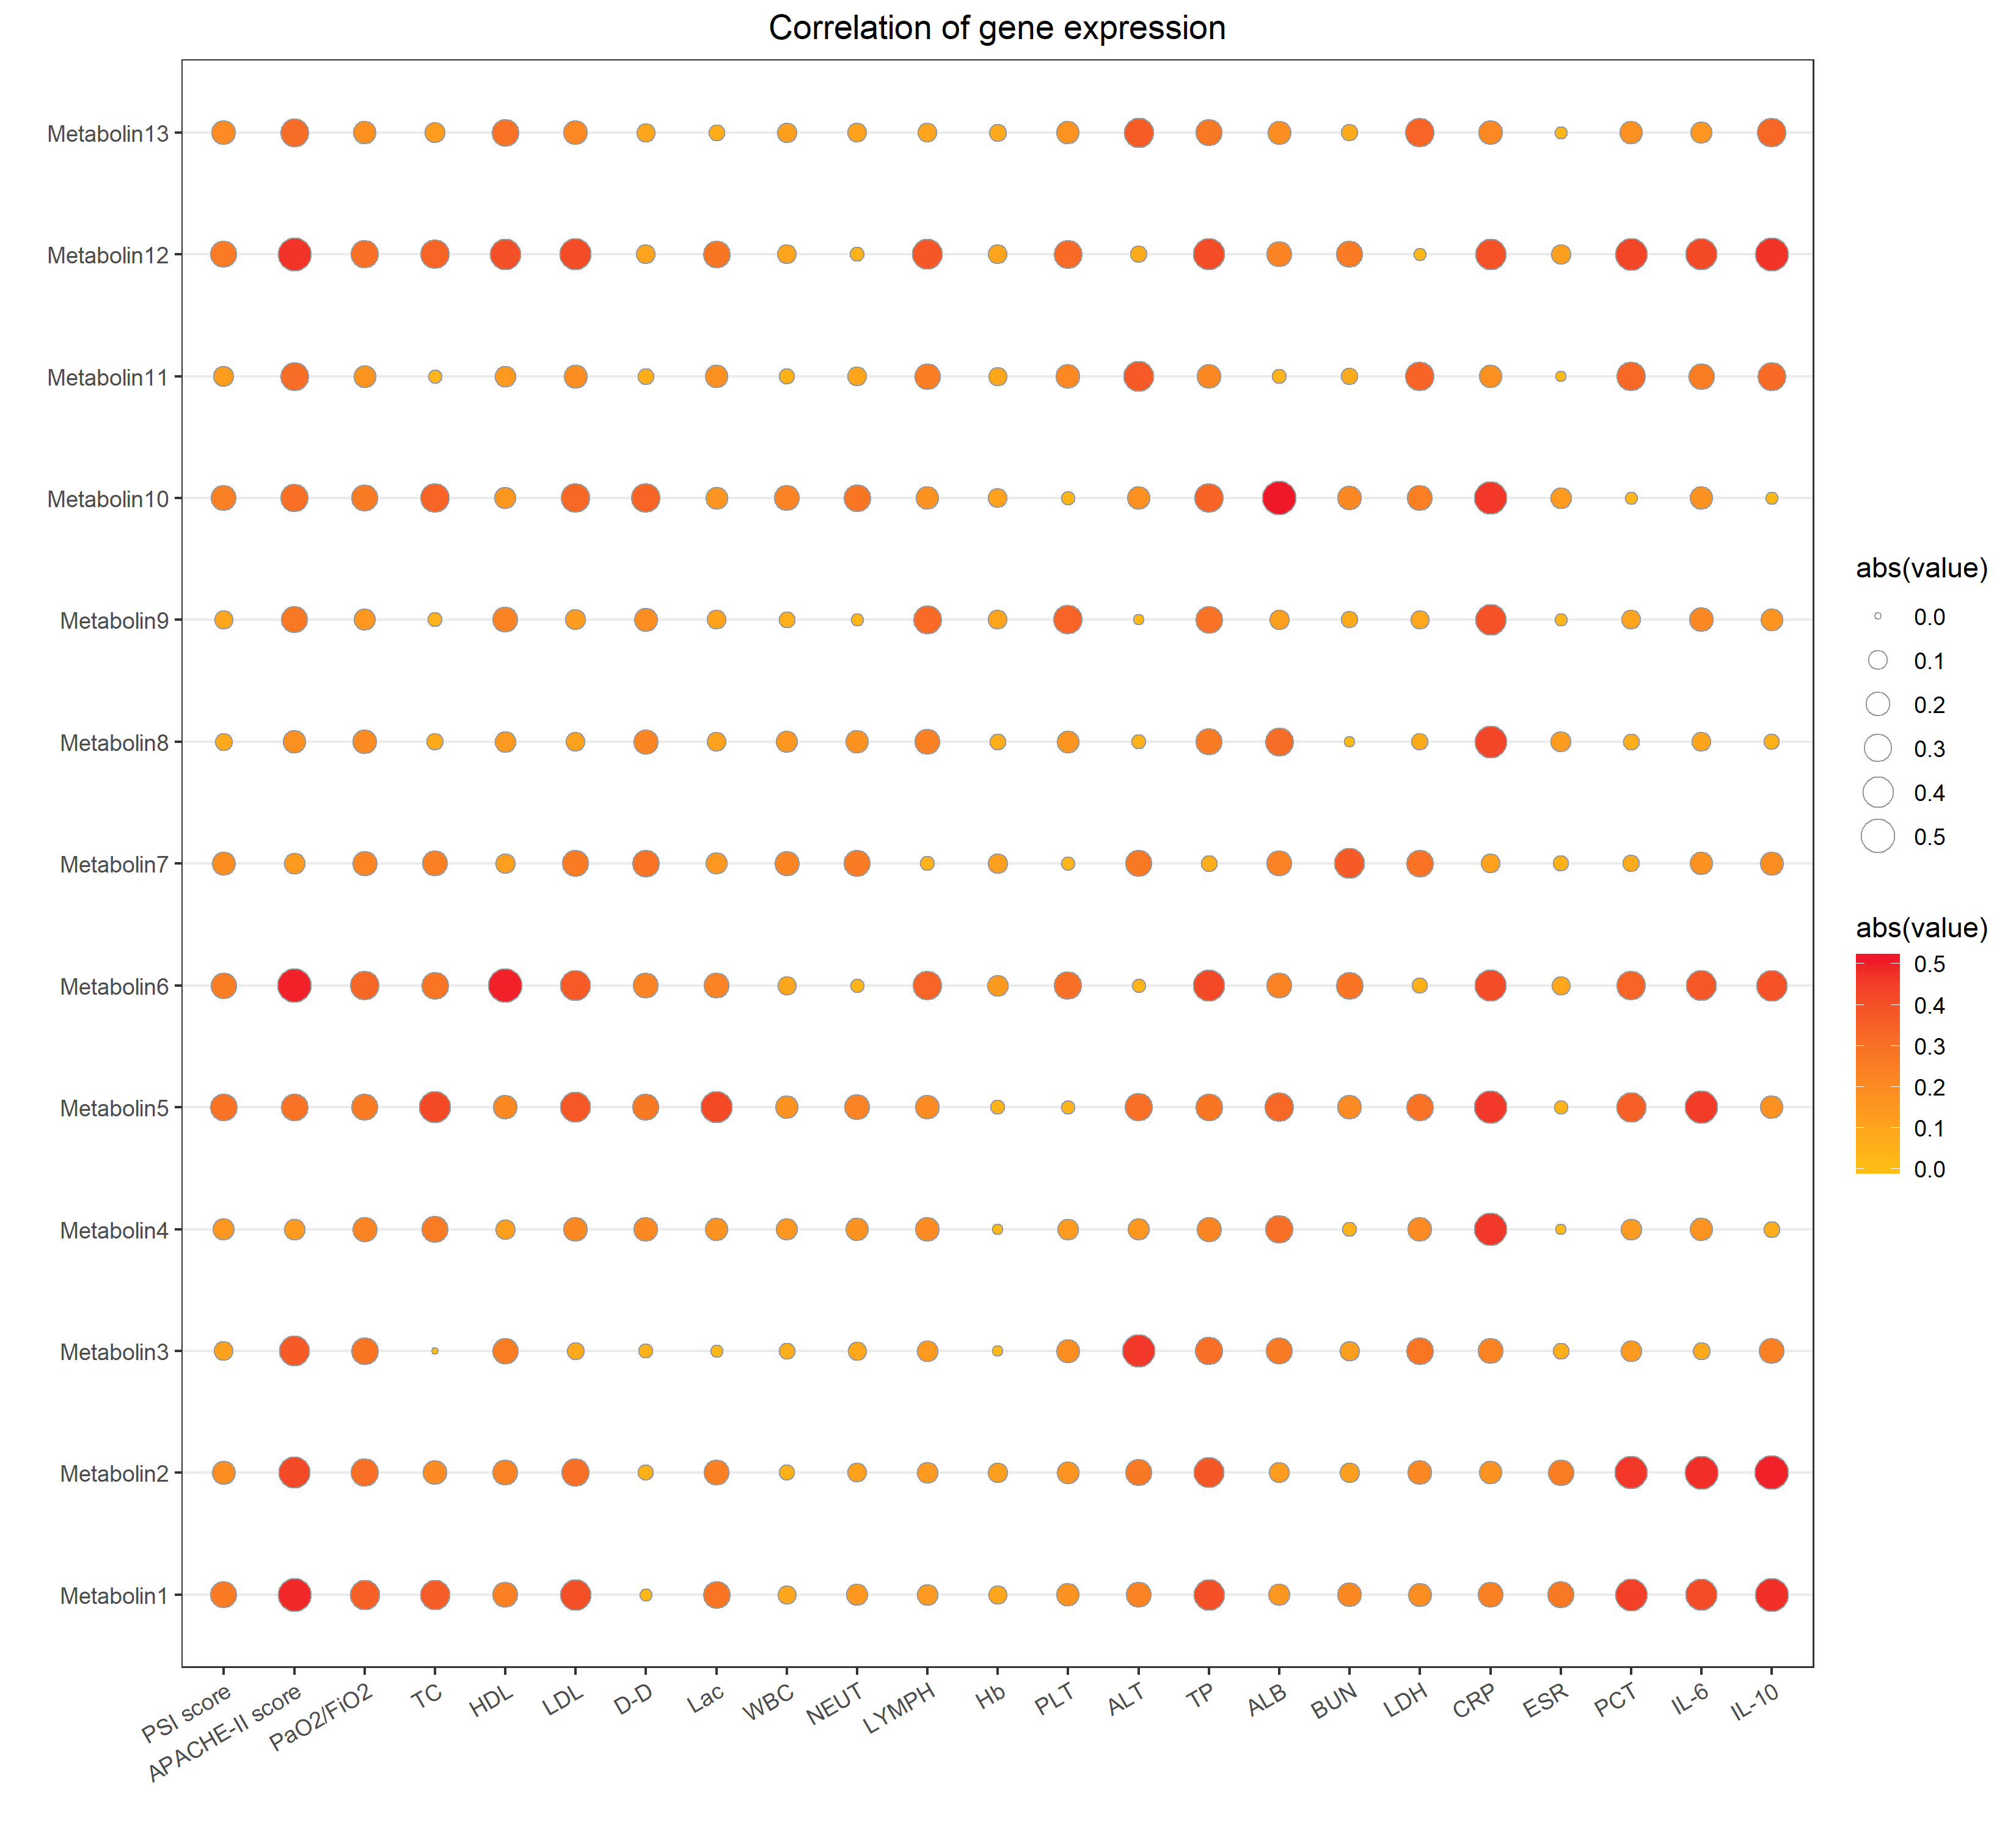 Correlation of gene expression
Metabolin13
Metabolin12
Metabolin11
Metabolin10
Metabolin9
Metabolin8
Metabolin7
Metabolin6
Metabolin5
Metabolin4
Metabolin3
Metabolin2
Metabolin1
PSI score
APACHE-II score
PaO2/FiO2
TC
HDL
LDL
D-D
Lac
WBC
NEUT
LYMPH
Hb
PLT
ALT
TP
ALB
BUN
LDH
CRP
ESR
PCT
IL-6
IL-10
abs(value)
0.0
0.1
0.2
0.3
0.4
0.5
abs(value)
0.5
0.4
0.3
0.2
0.1
0.0